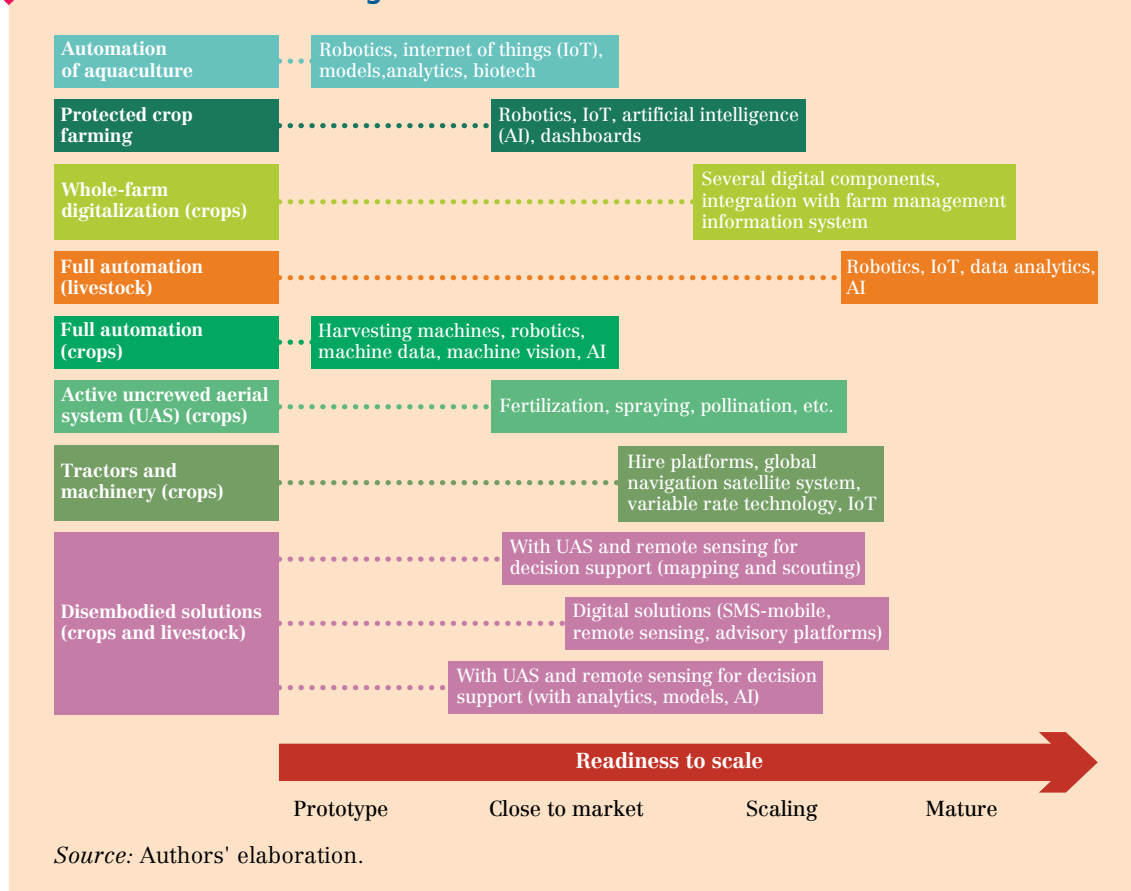 Automation
of aquaculture
Robotics, internet of things (IoT),
models,analytics, biotech
Protected crop
farming
Robotics, IoT, artificial intelligence
(AI), dashboards
Whole-farm
digitalization (crops)
Several digital components,
integration with farm management
information system
Full automation
(livestock)
Robotics, IoT, data analytics,
AI
Full automation
(crops)
Harvesting machines, robotics,
machine data, machine vision, AI
Active uncrewed aerial
system (UAS) (crops)
Fertilization, spraying, pollination, etc.
Tractors and
machinery (crops)
Hire platforms, global
navigation satellite system,
variable rate technology, IoT
Disembodied solutions
(crops and livestock)
With UAS and remote sensing for
decision support (mapping and scouting)
Digital solutions (SMS-mobile,
remote sensing, advisory platforms)
With UAS and remote sensing for decision
support (with analytics, models, AI)
Readiness to scale
Prototype
Close to market
Scaling
Mature
Source: Authors' elaboration.